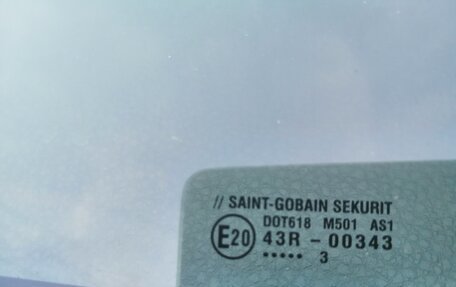 // SAINT-GOBAIN SEKURIT
DOT618 M501 AS1
E20 43R - 00343
••••• 3